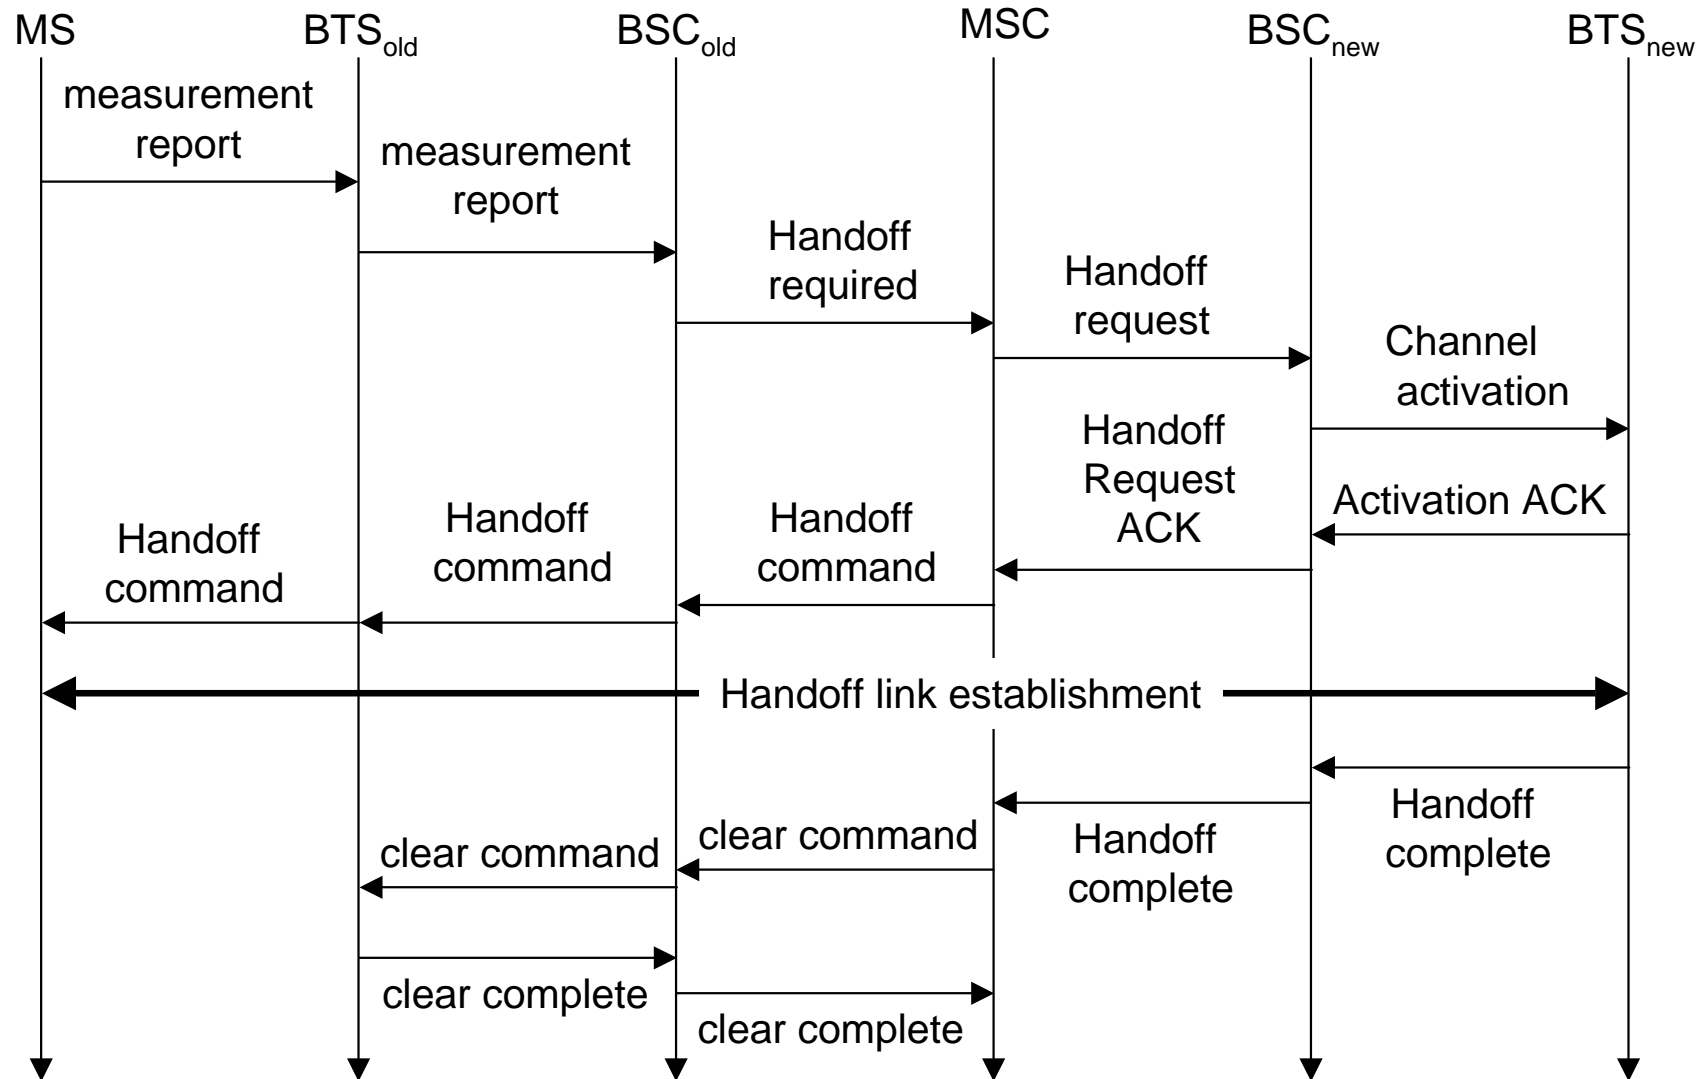 MS
BTSold
BSCold
MSC
BSCnew
BTSnew
measurement
report
measurement
report
Handoff
required
Handoff
request
Channel
activation
Handoff
Request
ACK
Activation ACK
Handoff
command
Handoff
command
Handoff
command
Handoff link establishment
Handoff
complete
Handoff
complete
clear command
clear command
clear complete
clear complete